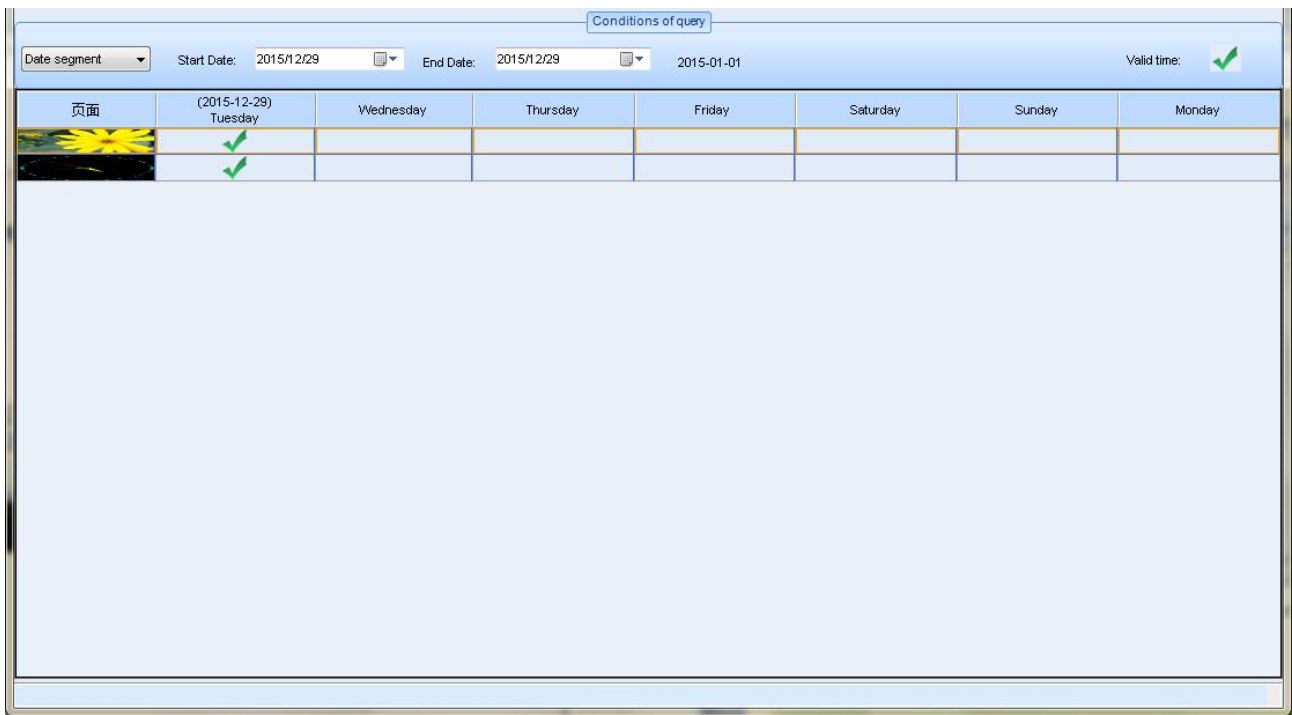 Conditions of query
Date segment Start Date: 2015/12/29 End Date: 2015/12/29 2015-01-01 Valid time:
页面 (2015-12-29) Tuesday Wednesday Thursday Friday Saturday Sunday Monday